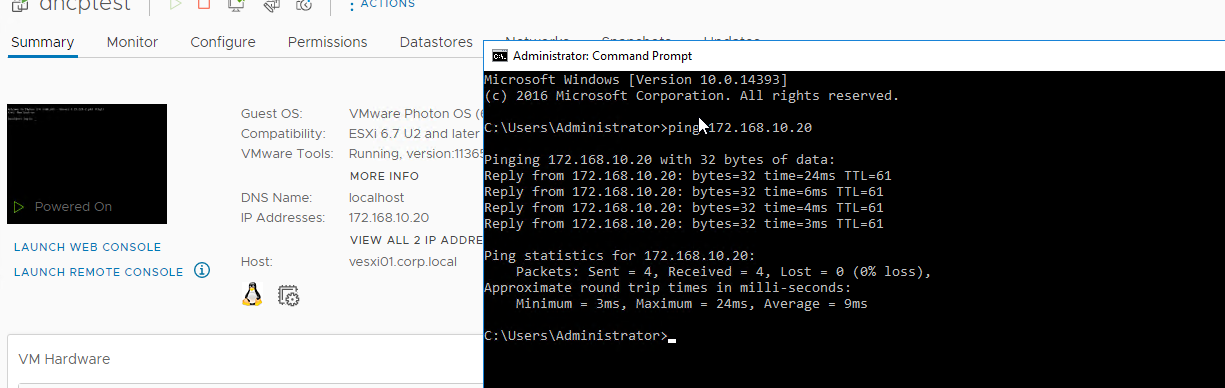 dhcptest
ACTIONS
Summary
Monitor
Configure
Permissions
Datastores
Networks
Snapshots
Updates
Powered On
LAUNCH WEB CONSOLE
LAUNCH REMOTE CONSOLE
Guest OS: VMware Photon OS (
Compatibility: ESXi 6.7 U2 and later
VMware Tools: Running, version:1136
MORE INFO
DNS Name: localhost
IP Addresses: 172.168.10.20
VIEW ALL 2 IP ADDRE
Host: vesxi01.corp.local
VM Hardware
Administrator: Command Prompt
Microsoft Windows [Version 10.0.14393]
(c) 2016 Microsoft Corporation. All rights reserved.
C:\Users\Administrator>ping 172.168.10.20
Pinging 172.168.10.20 with 32 bytes of data:
Reply from 172.168.10.20: bytes=32 time=24ms TTL=61
Reply from 172.168.10.20: bytes=32 time=6ms TTL=61
Reply from 172.168.10.20: bytes=32 time=4ms TTL=61
Reply from 172.168.10.20: bytes=32 time=3ms TTL=61
Ping statistics for 172.168.10.20:
Packets: Sent = 4, Received = 4, Lost = 0 (0% loss),
Approximate round trip times in milli-seconds:
Minimum = 3ms, Maximum = 24ms, Average = 9ms
C:\Users\Administrator>